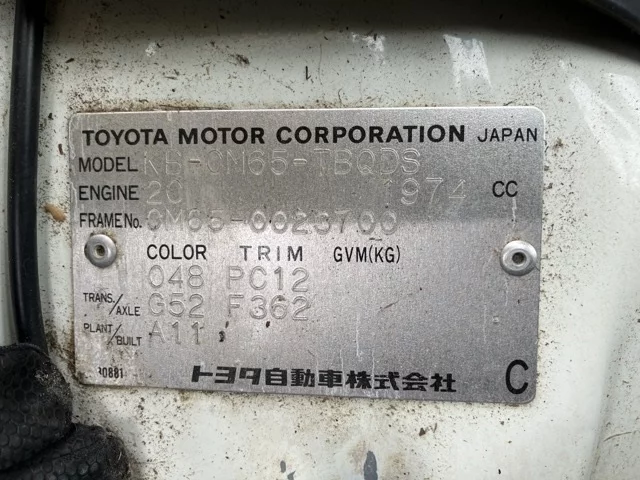 TOYOTA MOTOR CORPORATION JAPAN
MODEL KB-CM65-TBQDS
ENGINE 2C 1974 CC
FRAME No. CM65-0023700
COLOR TRIM GVM(KG)
048 PC12
TRANS./AXLE G52 F362
PLANT/BUILT A11
10881
トヨタ自動車株式会社 C